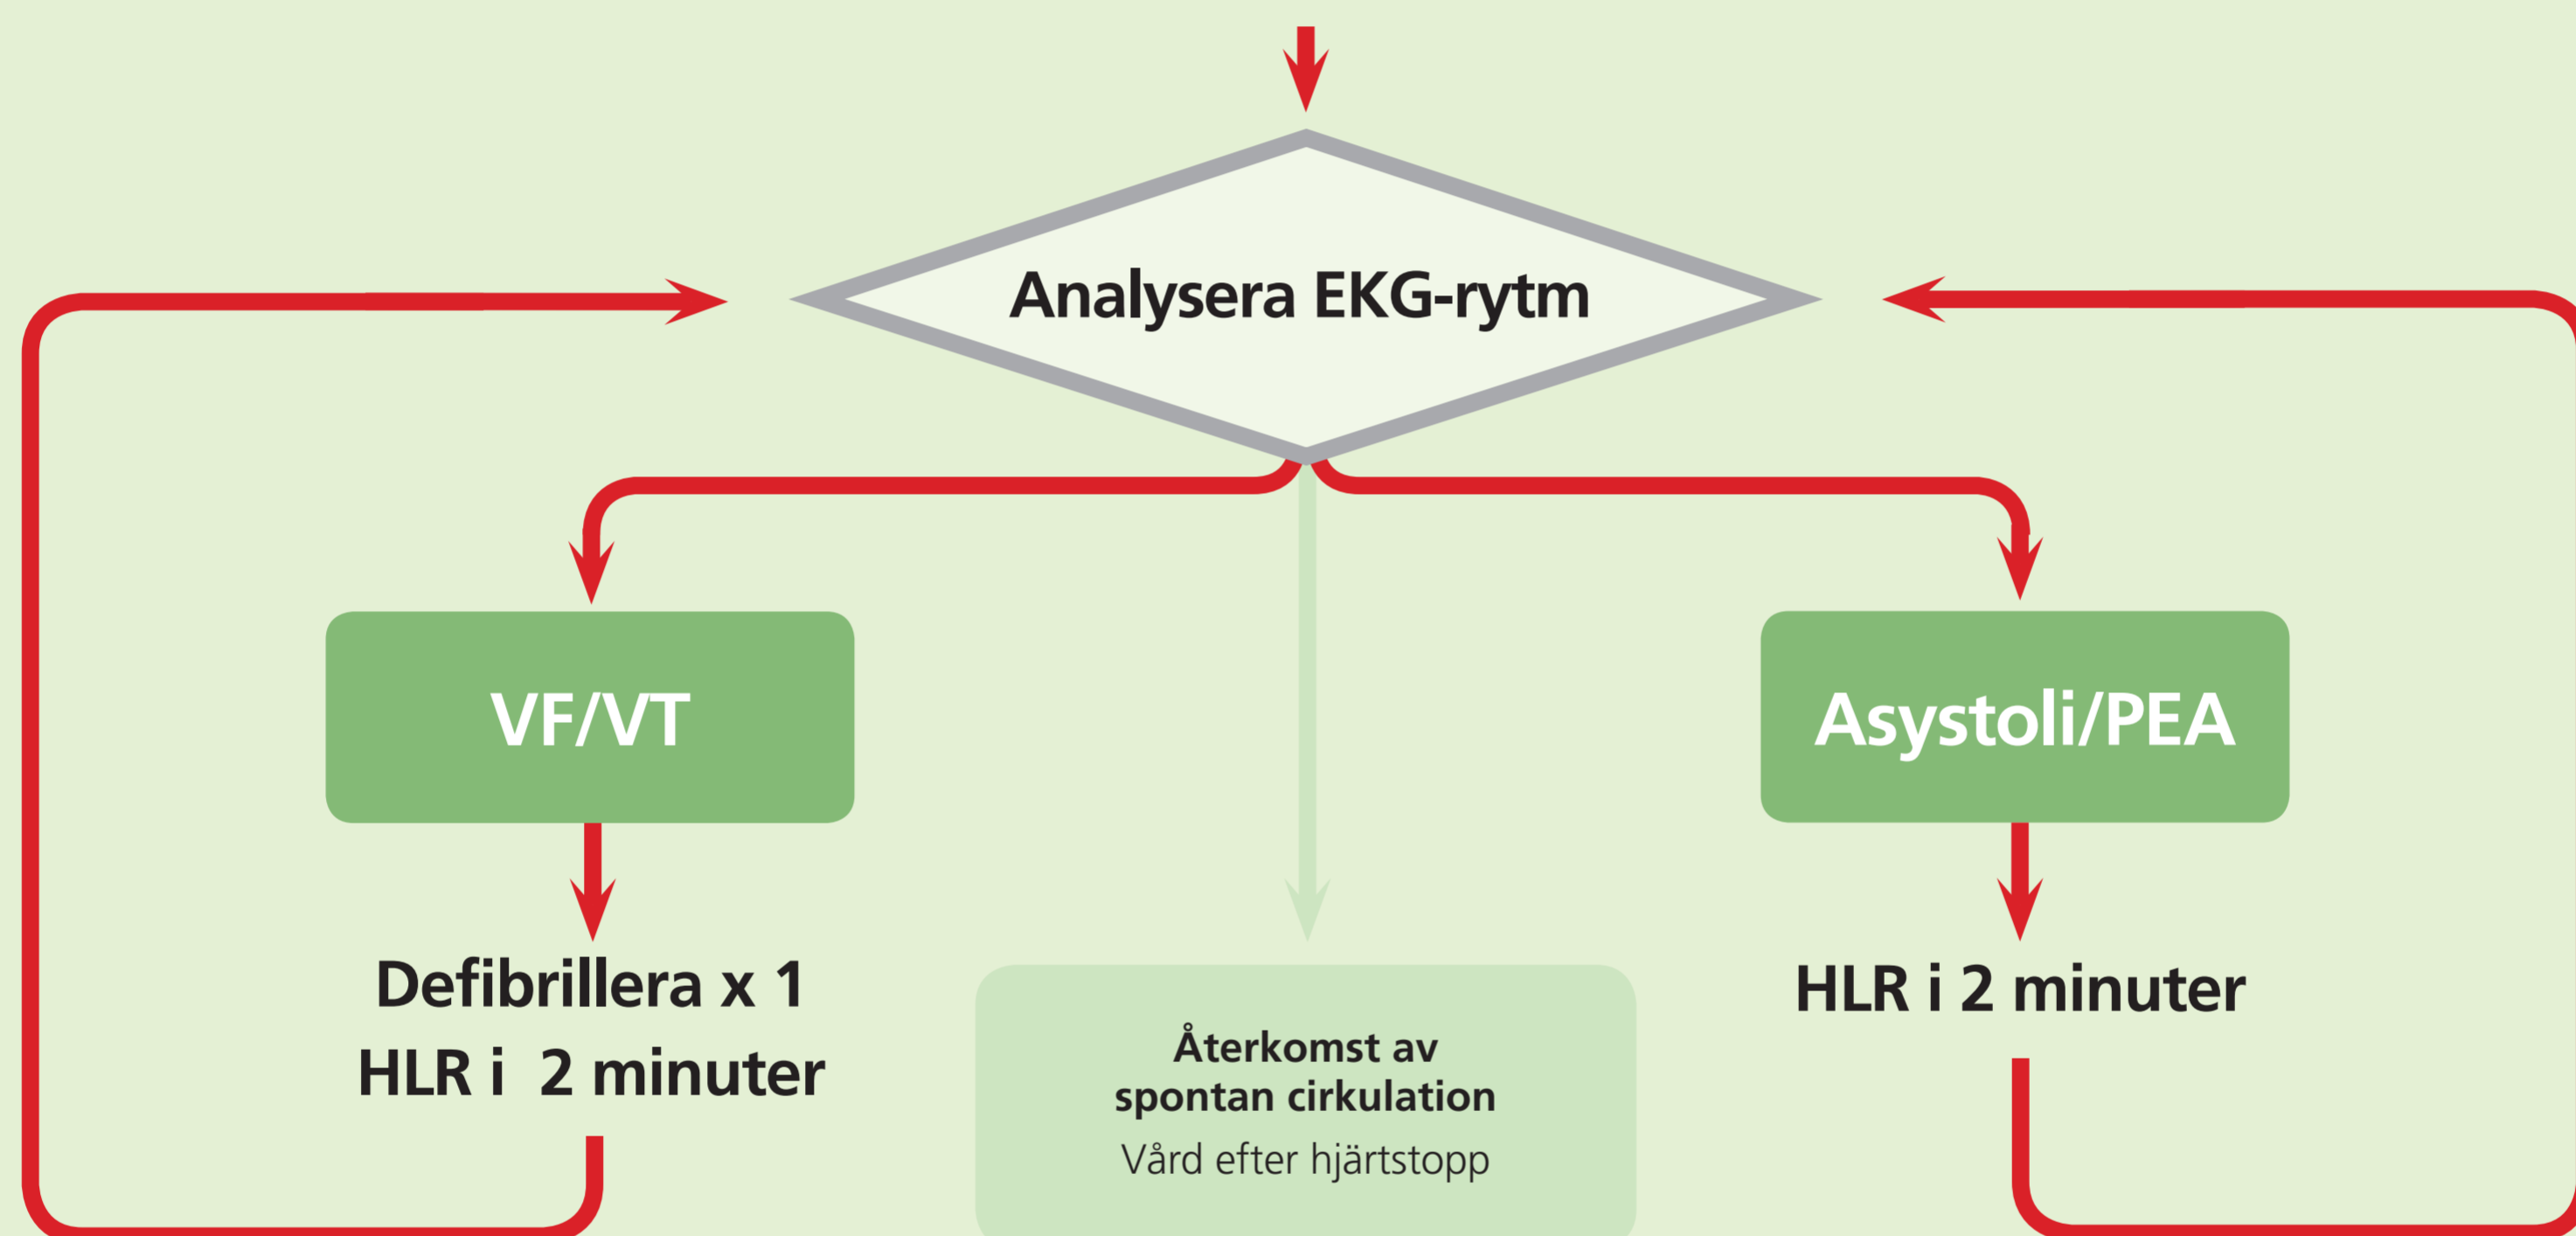 Analysera EKG-rytm
VF/VT
Asystoli/PEA
Defibrillera x 1
HLR i 2 minuter
Återkomst av
spontan cirkulation
Vård efter hjärtstopp
HLR i 2 minuter